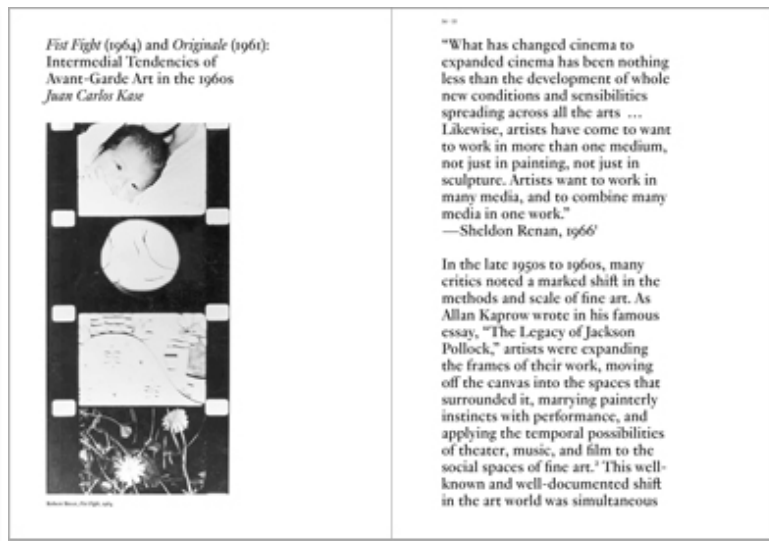 Fist Fight (1964) and Originale (1961):
Intermedial Tendencies of
Avant-Garde Art in the 1960s
Juan Carlos Kase
Robert Breer, Fist Fight, 1964
“What has changed cinema to
expanded cinema has been nothing
less than the development of whole
new conditions and sensibilities
spreading across all the arts …
Likewise, artists have come to want
to work in more than one medium,
not just in painting, not just in
sculpture. Artists want to work in
many media, and to combine many
media in one work.”
—Sheldon Renan, 1966¹
In the late 1950s to 1960s, many
critics noted a marked shift in the
methods and scale of fine art. As
Allan Kaprow wrote in his famous
essay, “The Legacy of Jackson
Pollock,” artists were expanding
the frames of their work, moving
off the canvas into the spaces that
surrounded it, marrying painterly
instincts with performance, and
applying the temporal possibilities
of theater, music, and film to the
social spaces of fine art.² This well-
known and well-documented shift
in the art world was simultaneous